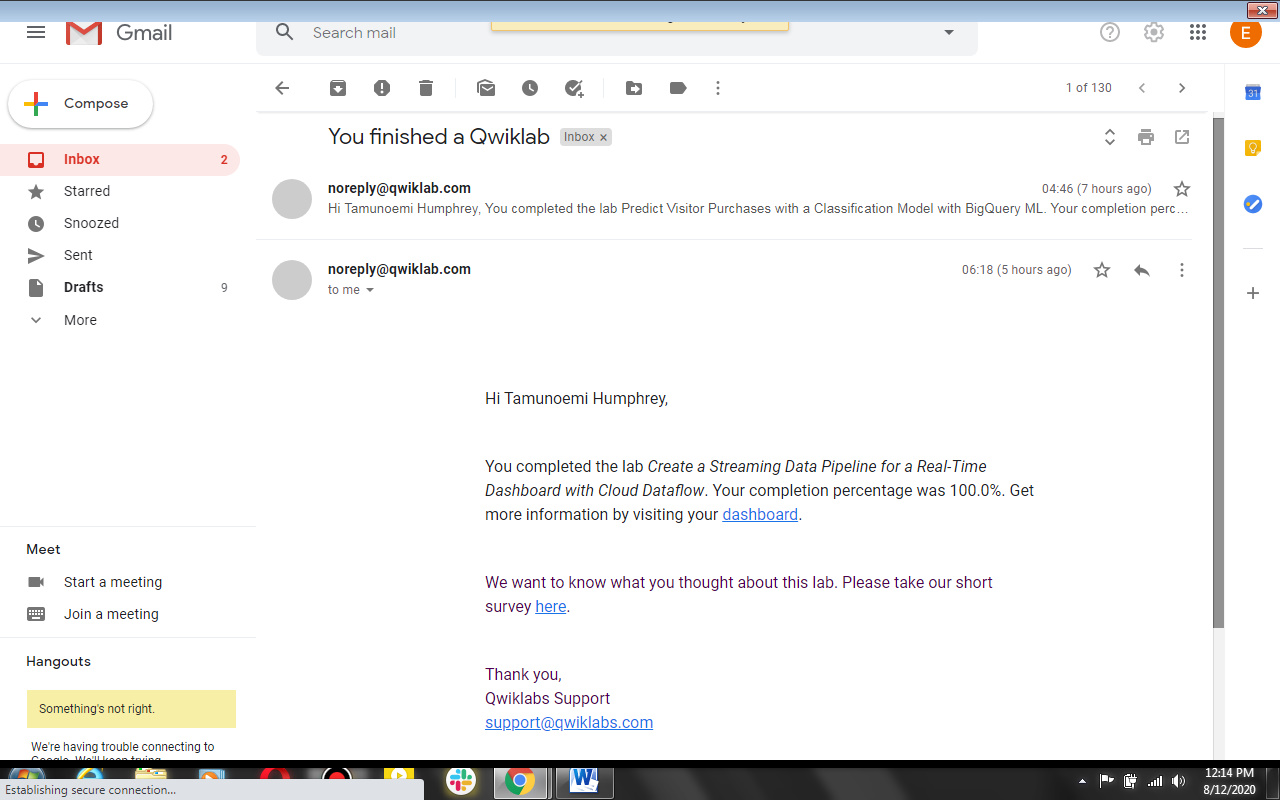 Gmail
Search mail
E
Compose
1 of 130
31
You finished a Qwiklab Inbox x
Inbox 2
Starred
Snoozed
Sent
Drafts 9
More
noreply@qwiklab.com 04:46 (7 hours ago)
Hi Tamunoemi Humphrey, You completed the lab Predict Visitor Purchases with a Classification Model with BigQuery ML. Your completion perc...
noreply@qwiklab.com 06:18 (5 hours ago)
to me
Hi Tamunoemi Humphrey,
You completed the lab Create a Streaming Data Pipeline for a Real-Time
Dashboard with Cloud Dataflow. Your completion percentage was 100.0%. Get
more information by visiting your dashboard.
We want to know what you thought about this lab. Please take our short
survey here.
Thank you,
Qwiklabs Support
support@qwiklabs.com
Meet
Start a meeting
Join a meeting
Hangouts
Something's not right.
We're having trouble connecting to
Google. We'll keep trying
Establishing secure connection...
W
12:14 PM
8/12/2020